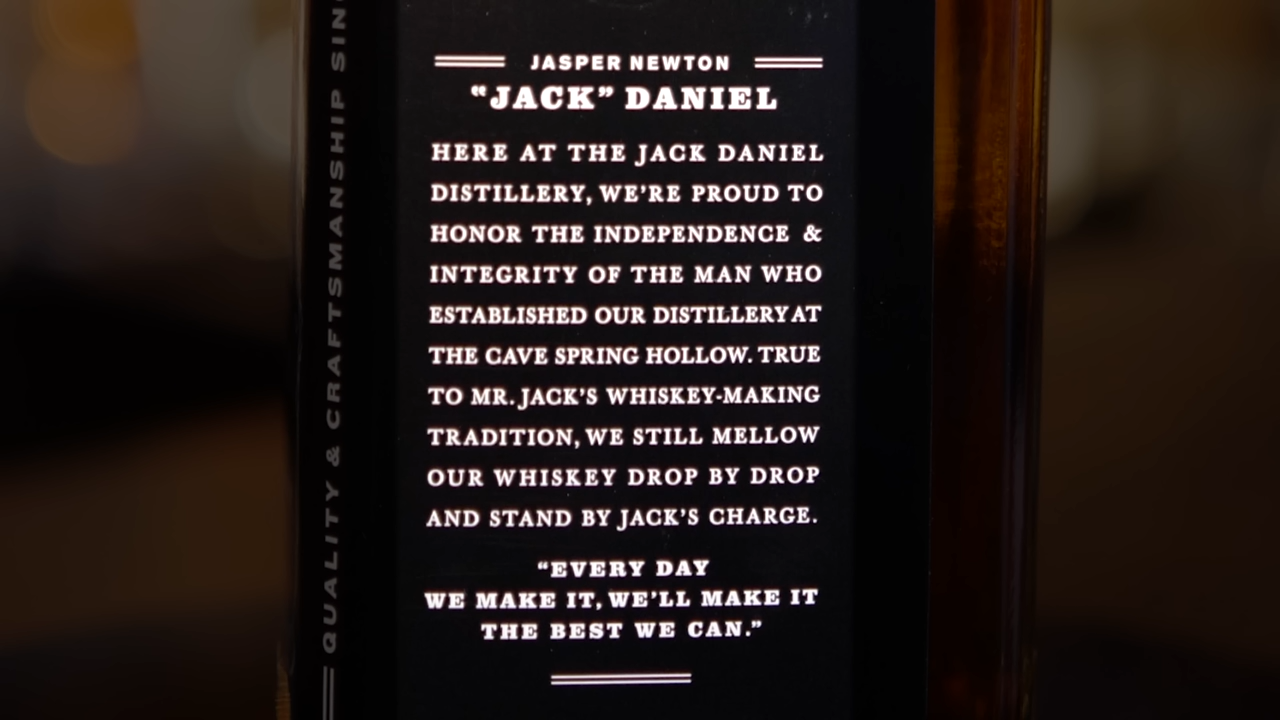 JASPER NEWTON
“JACK” DANIEL
HERE AT THE JACK DANIEL
DISTILLERY, WE’RE PROUD TO
HONOR THE INDEPENDENCE &
INTEGRITY OF THE MAN WHO
ESTABLISHED OUR DISTILLERY AT
THE CAVE SPRING HOLLOW. TRUE
TO MR. JACK’S WHISKEY-MAKING
TRADITION, WE STILL MELLOW
OUR WHISKEY DROP BY DROP
AND STAND BY JACK’S CHARGE.
“EVERY DAY
WE MAKE IT, WE’LL MAKE IT
THE BEST WE CAN.”
QUALITY & CRAFTSMANSHIP